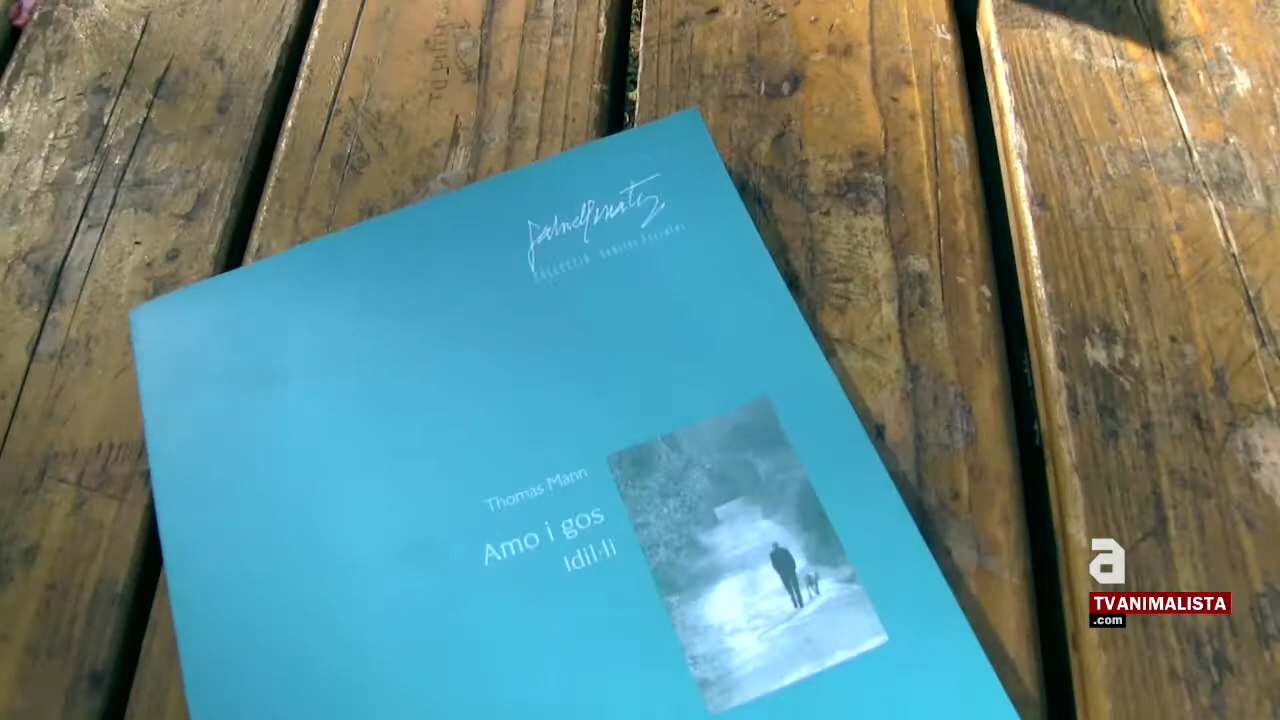 Thomas Mann
Amo i gos
Idil·li
a
TVANIMALISTA
.com